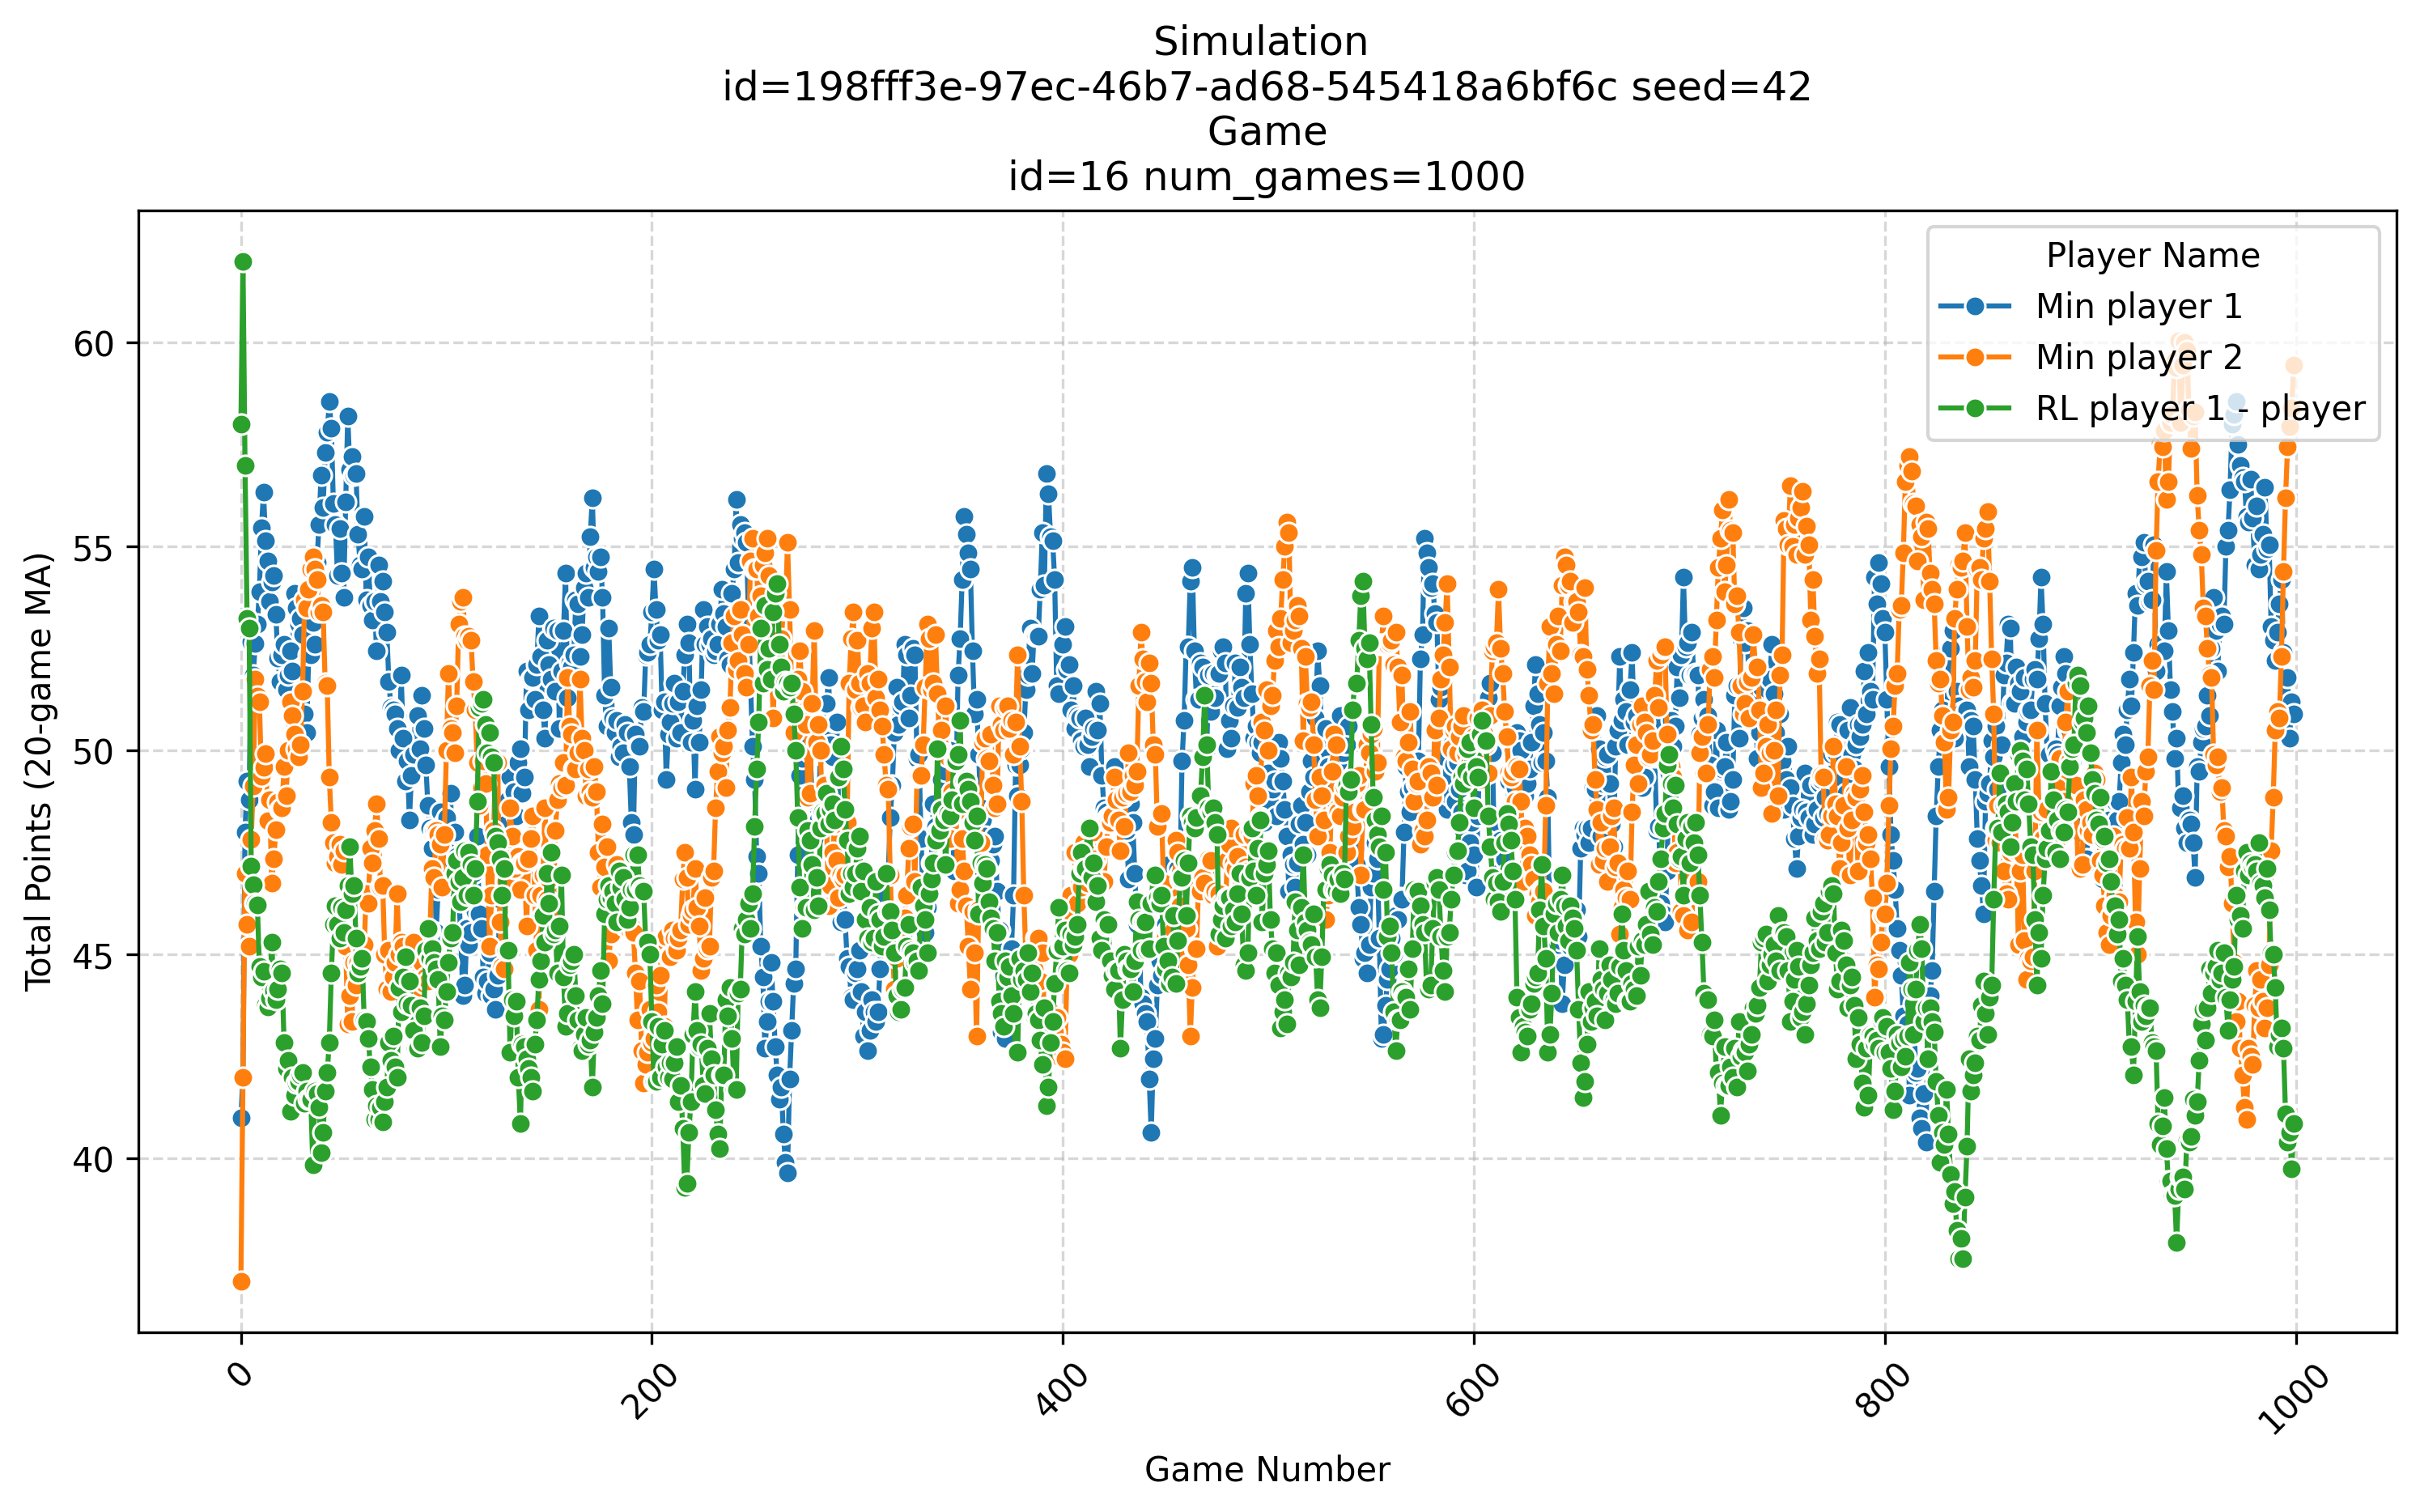 Simulation
id=198fff3e-97ec-46b7-ad68-545418a6bf6c seed=42
Game
id=16 num_games=1000
Player Name
Min player 1
Min player 2
RL player 1 - player
Total Points (20-game MA)
60
55
50
45
40
0
200
400
600
800
1000
Game Number